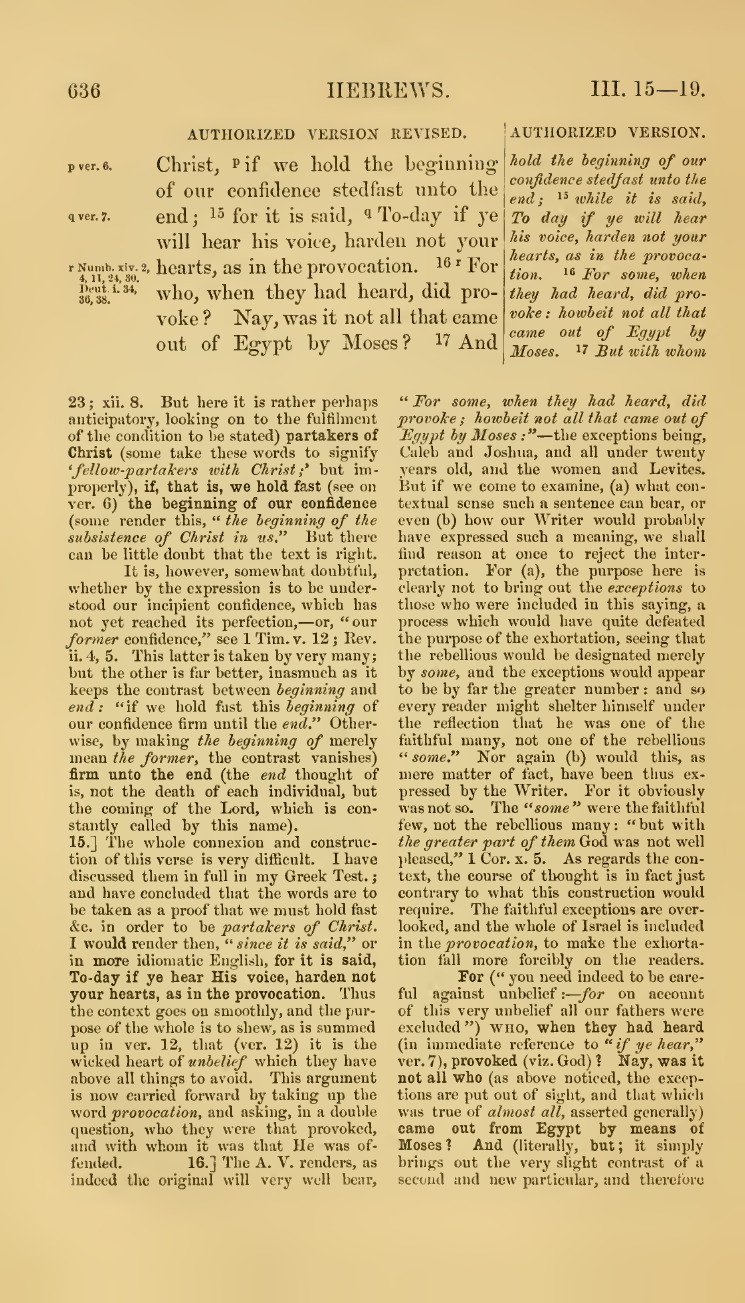 636
HEBREWS.
III. 15—19.
AUTHORIZED VERSION REVISED.
p ver. 6.
Christ, p if we hold the beginning
of our confidence stedfast unto the
q ver. 7.
end; 15 for it is said, q To-day if ye
will hear his voice, harden not your
r Numb. xiv. 2,
4, 11, 24, 30.
Deut. i. 34,
36, 38.
hearts, as in the provocation. 16 r For
who, when they had heard, did pro-
voke? Nay, was it not all that came
out of Egypt by Moses? 17 And
AUTHORIZED VERSION.
hold the beginning of our
confidence stedfast unto the
end; 15 while it is said,
To day if ye will hear
his voice, harden not your
hearts, as in the provoca-
tion. 16 For some, when
they had heard, did pro-
voke: howbeit not all that
came out of Egypt by
Moses. 17 But with whom
23; xii. 8. But here it is rather perhaps
anticipatory, looking on to the fulfilment
of the condition to be stated) partakers of
Christ (some take these words to signify
‘fellow-partakers with Christ;’ but im-
properly), if, that is, we hold fast (see on
ver. 6) the beginning of our confidence
(some render this, “the beginning of the
subsistence of Christ in us.” But there
can be little doubt that the text is right.
It is, however, somewhat doubtful,
whether by the expression is to be under-
stood our incipient confidence, which has
not yet reached its perfection,—or, “our
former confidence,” see 1 Tim. v. 12; Rev.
ii. 4, 5. This latter is taken by very many;
but the other is far better, inasmuch as it
keeps the contrast between beginning and
end: “if we hold fast this beginning of
our confidence firm until the end.” Other-
wise, by making the beginning of merely
mean the former, the contrast vanishes)
firm unto the end (the end thought of
is, not the death of each individual, but
the coming of the Lord, which is con-
stantly called by this name).
15.] The whole connexion and construc-
tion of this verse is very difficult. I have
discussed them in full in my Greek Test.;
and have concluded that the words are to
be taken as a proof that we must hold fast
&c. in order to be partakers of Christ.
I would render then, “since it is said,” or
in more idiomatic English, for it is said,
To-day if ye hear His voice, harden not
your hearts, as in the provocation. Thus
the context goes on smoothly, and the pur-
pose of the whole is to shew, as is summed
up in ver. 12, that (ver. 12) it is the
wicked heart of unbelief which they have
above all things to avoid. This argument
is now carried forward by taking up the
word provocation, and asking, in a double
question, who they were that provoked,
and with whom it was that He was of-
fended. 16.] The A. V. renders, as
indeed the original will very well bear,
“For some, when they had heard, did
provoke; howbeit not all that came out of
Egypt by Moses:”—the exceptions being,
Caleb and Joshua, and all under twenty
years old, and the women and Levites.
But if we come to examine, (a) what con-
textual sense such a sentence can bear, or
even (b) how our Writer would probably
have expressed such a meaning, we shall
find reason at once to reject the inter-
pretation. For (a), the purpose here is
clearly not to bring out the exceptions to
those who were included in this saying, a
process which would have quite defeated
the purpose of the exhortation, seeing that
the rebellious would be designated merely
by some, and the exceptions would appear
to be by far the greater number: and so
every reader might shelter himself under
the reflection that he was one of the
faithful many, not one of the rebellious
“some.” Nor again (b) would this, as
mere matter of fact, have been thus ex-
pressed by the Writer. For it obviously
was not so. The “some” were the faithful
few, not the rebellious many: “but with
the greater part of them God was not well
pleased,” 1 Cor. x. 5. As regards the con-
text, the course of thought is in fact just
contrary to what this construction would
require. The faithful exceptions are over-
looked, and the whole of Israel is included
in the provocation, to make the exhorta-
tion fall more forcibly on the readers.
For (“you need indeed to be care-
ful against unbelief:—for on account
of this very unbelief all our fathers were
excluded”) WHO, when they had heard
(in immediate reference to “if ye hear,”
ver. 7), provoked (viz. God)? Nay, was it
not all who (as above noticed, the excep-
tions are put out of sight, and that which
was true of almost all, asserted generally)
came out from Egypt by means of
Moses? And (literally, but; it simply
brings out the very slight contrast of a
second and new particular, and therefore